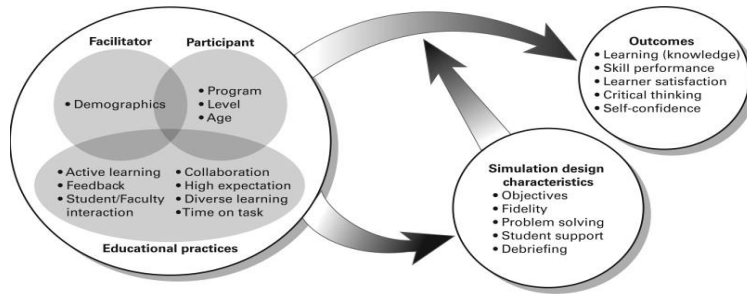 Facilitator
Participant
• Demographics
• Program
• Level
• Age
• Active learning
• Feedback
• Student/Faculty
interaction
• Collaboration
• High expectation
• Diverse learning
• Time on task
Educational practices
Outcomes
• Learning (knowledge)
• Skill performance
• Learner satisfaction
• Critical thinking
• Self-confidence
Simulation design
characteristics
• Objectives
• Fidelity
• Problem solving
• Student support
• Debriefing